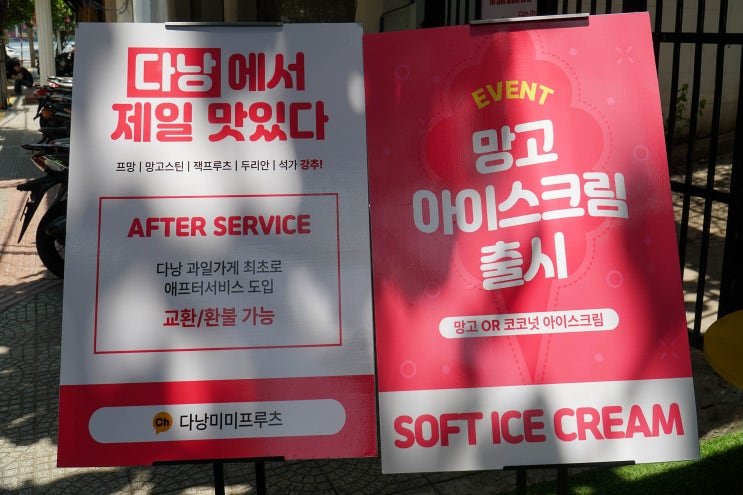 다낭에서
제일 맛있다
프망 | 망고스틴 | 잭프루츠 | 두리안 | 석가 강추!
AFTER SERVICE
다낭 과일가게 최초로
애프터서비스 도입
교환/환불 가능
Ch 다낭미미프루츠
EVENT
망고
아이스크림
출시
망고 OR 코코넛 아이스크림
SOFT ICE CREAM